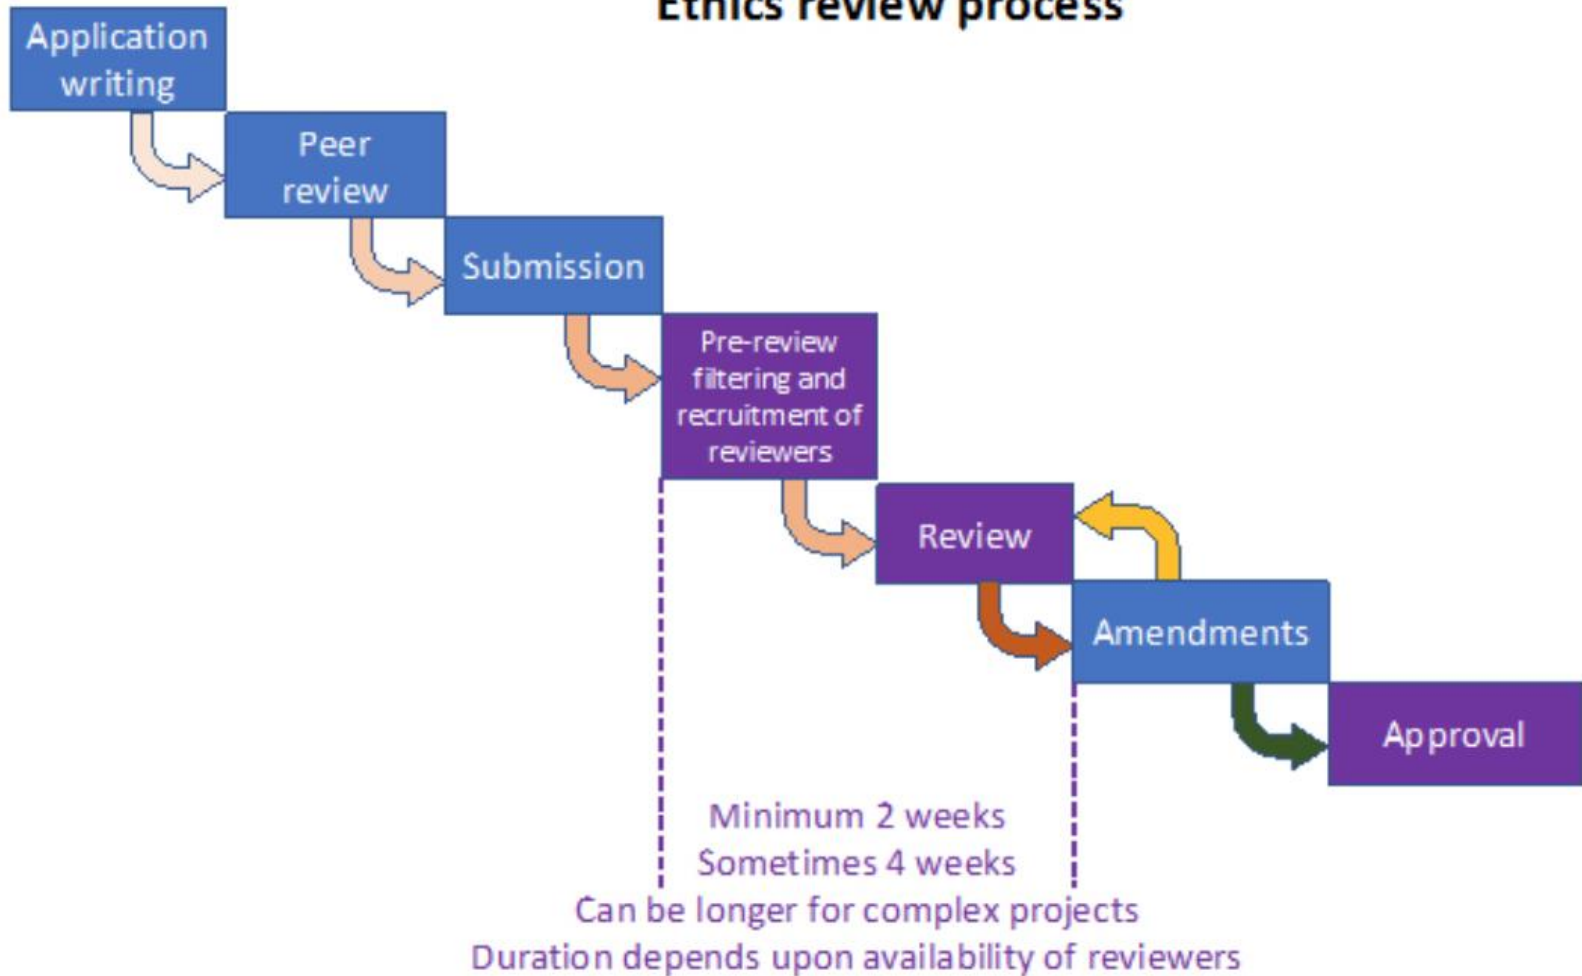 Ethics review process
Application
writing
Peer
review
Submission
Pre-review
filtering and
recruitment of
reviewers
Review
Amendments
Approval
Minimum 2 weeks
Sometimes 4 weeks
Can be longer for complex projects
Duration depends upon availability of reviewers